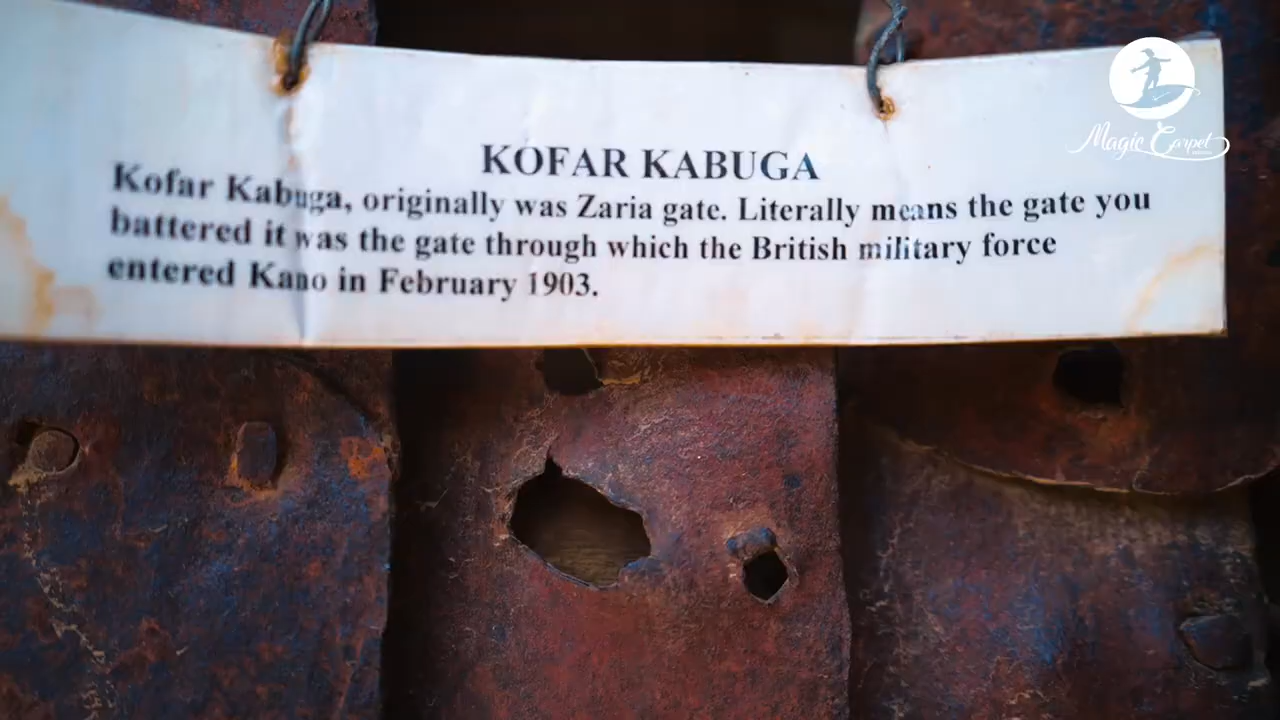 Magic Carpet
KOFAR KABUGA
Kofar Kabuga, originally was Zaria gate. Literally means the gate you
battered it was the gate through which the British military force
entered Kano in February 1903.